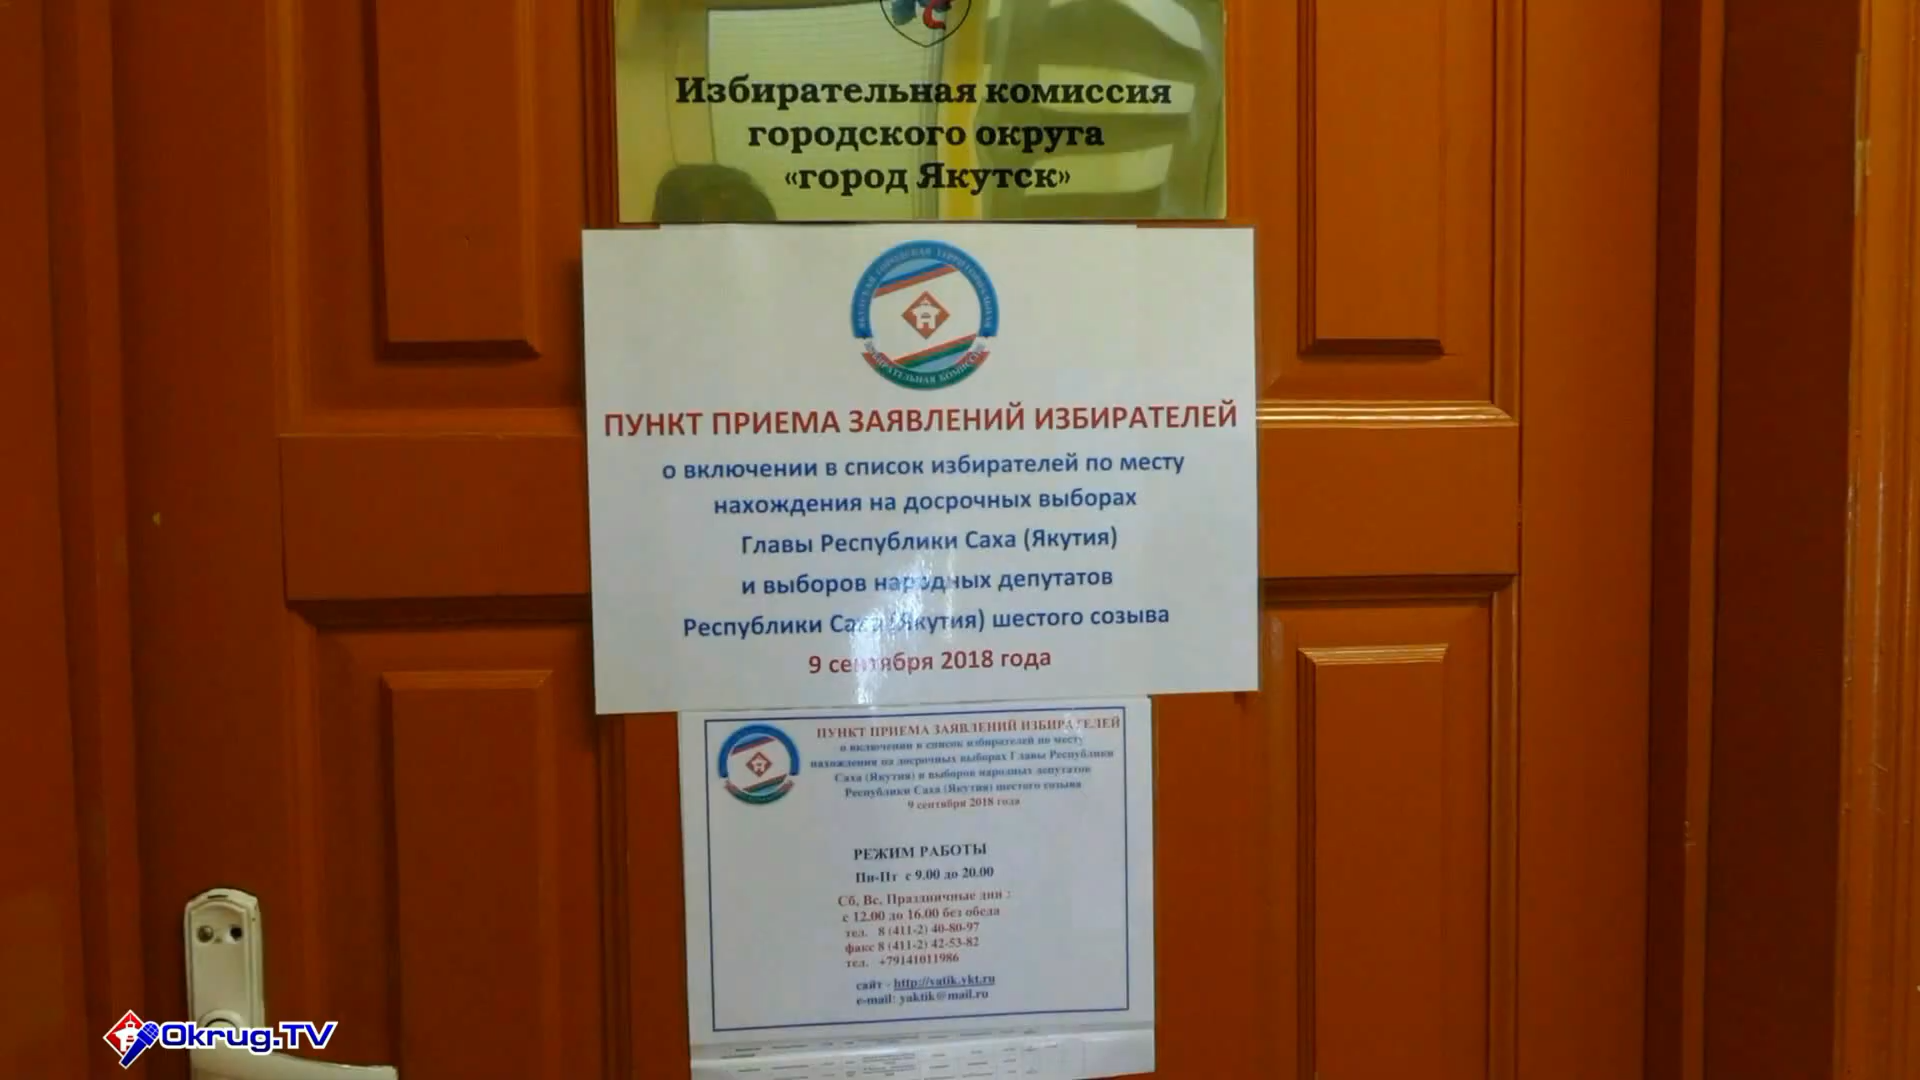 Избирательная комиссия
городского округа
«город Якутск»
ЯКУТСКАЯ ГОРОДСКАЯ ТЕРРИТОРИАЛЬНАЯ
ИЗБИРАТЕЛЬНАЯ КОМИССИЯ
ПУНКТ ПРИЕМА ЗАЯВЛЕНИЙ ИЗБИРАТЕЛЕЙ
о включении в список избирателей по месту
нахождения на досрочных выборах
Главы Республики Саха (Якутия)
и выборов народных депутатов
Республики Саха (Якутия) шестого созыва
9 сентября 2018 года
ПУНКТ ПРИЕМА ЗАЯВЛЕНИЙ ИЗБИРАТЕЛЕЙ
о включении в список избирателей по месту
нахождения на досрочных выборах Главы Республики
Саха (Якутия) и выборов народных депутатов
Республики Саха (Якутия) шестого созыва
9 сентября 2018 года
РЕЖИМ РАБОТЫ
Пн-Пт с 9.00 до 20.00
Сб, Вс, Праздничные дни :
с 12.00 до 16.00 без обеда
тел. 8 (411-2) 40-80-97
факс 8 (411-2) 42-53-82
тел. +79141011986
сайт - http://yatik.ykt.ru
e-mail: yaktik@mail.ru
Okrug.TV